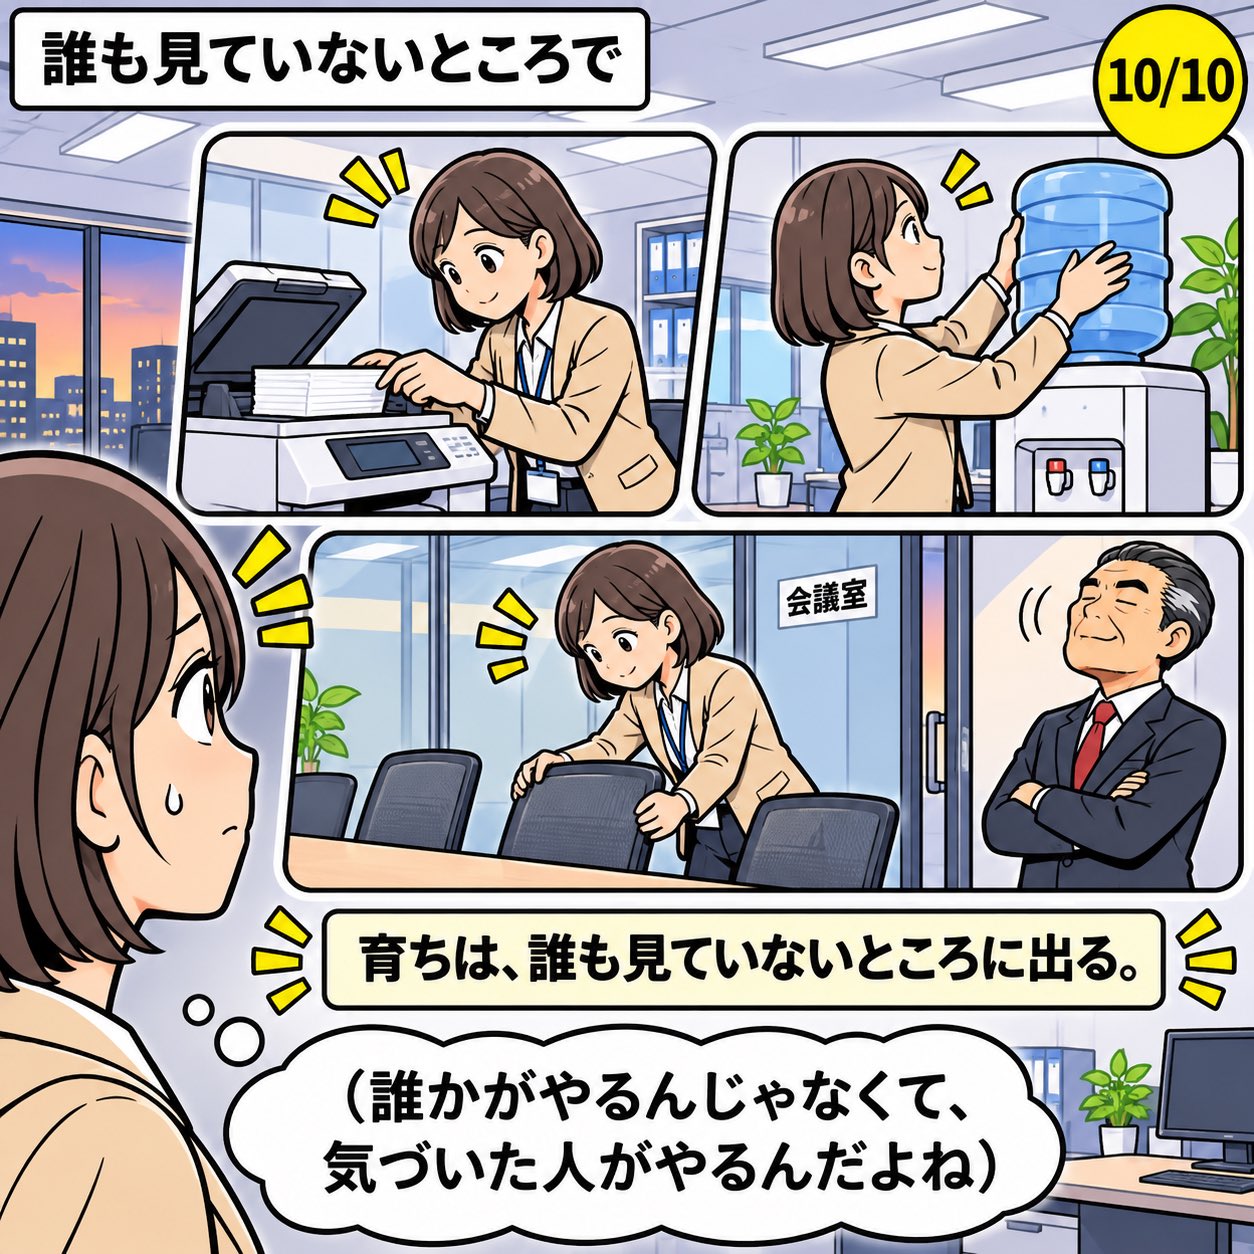 誰も見ていないところで
10/10
会議室
育ちは、誰も見ていないところに出る。
（誰かがやるんじゃなくて、
気づいた人がやるんだよね）